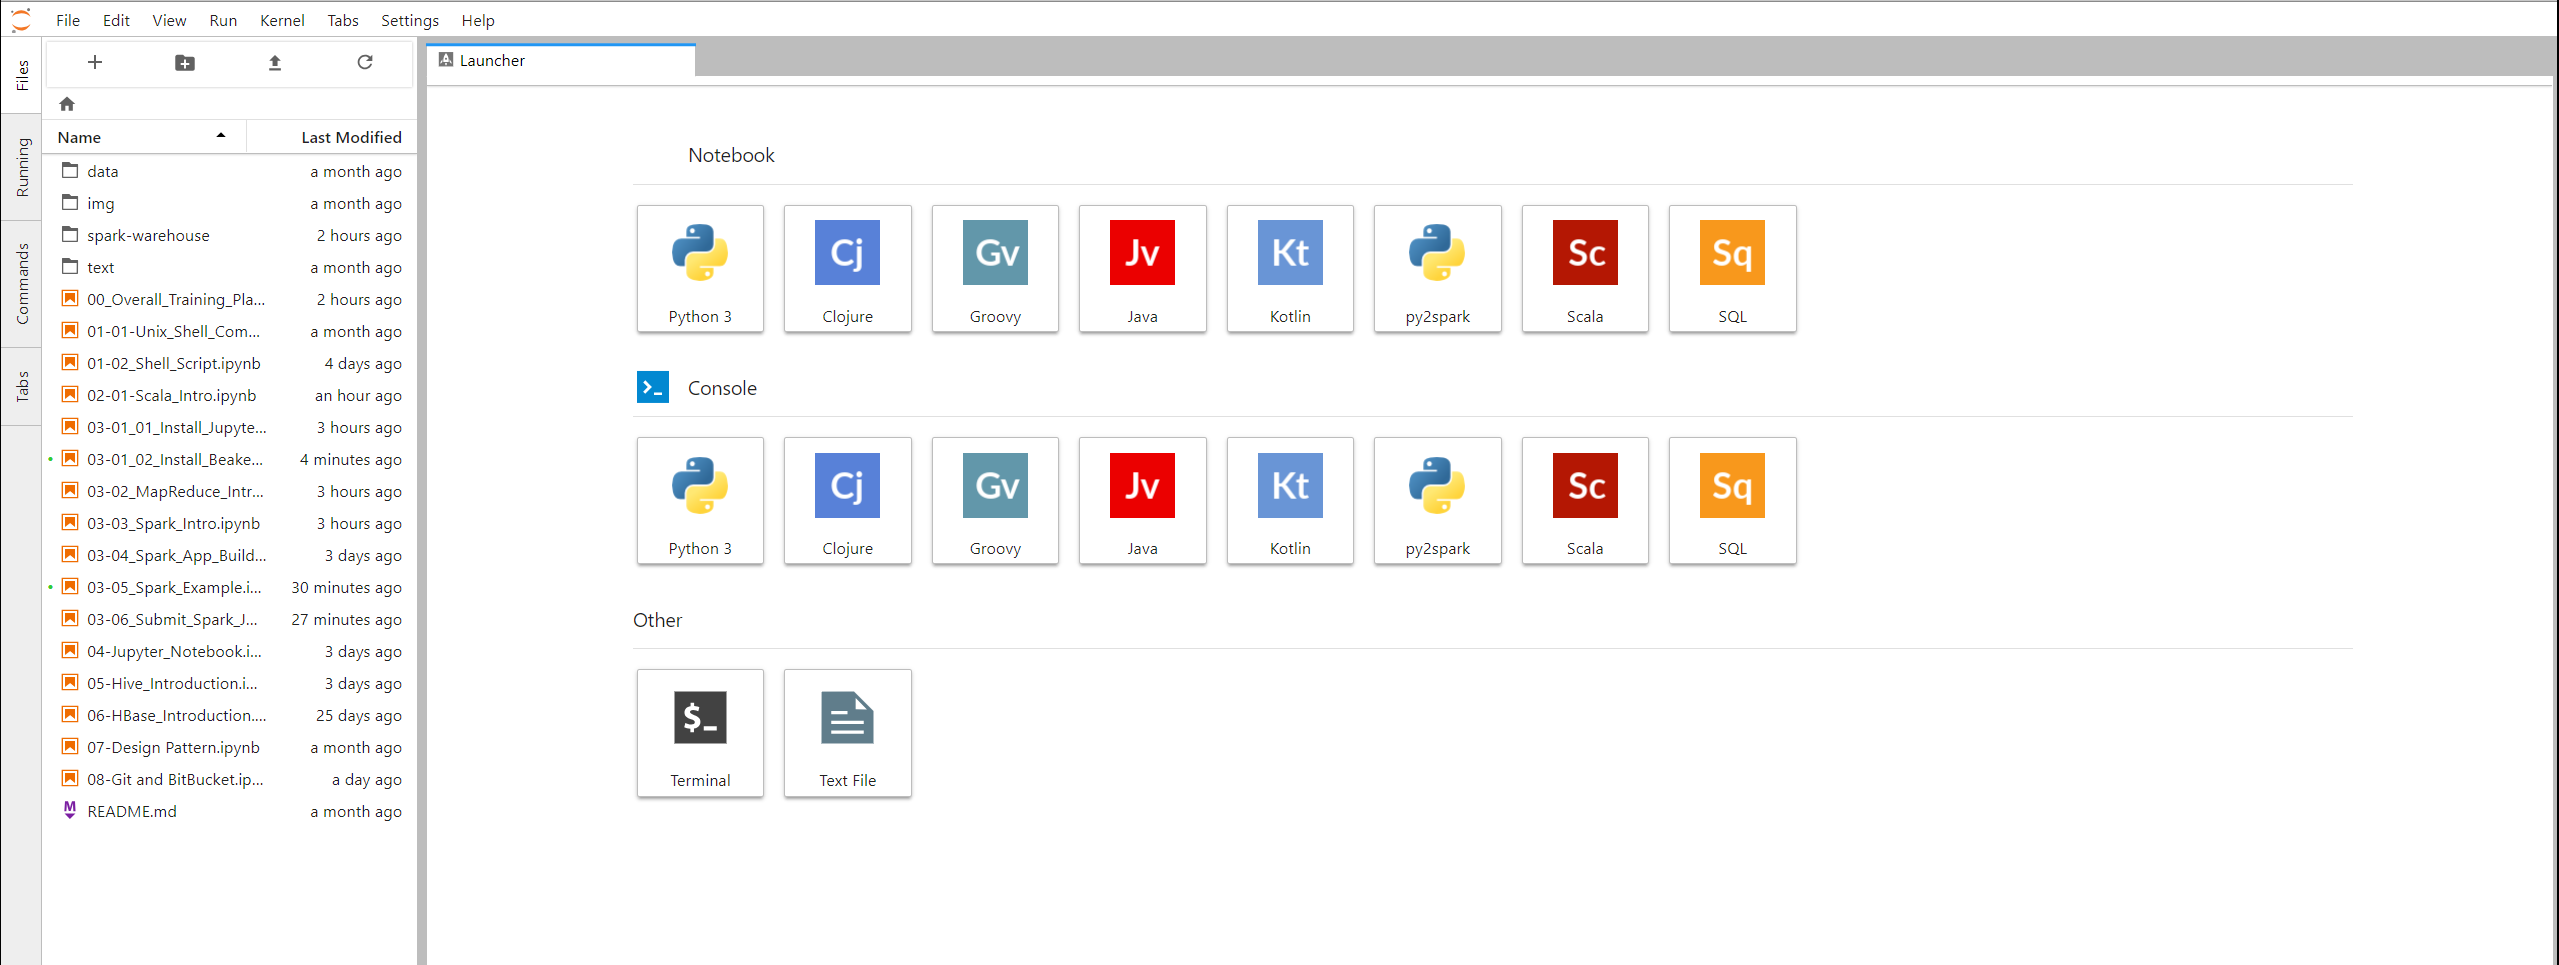 File Edit View Run Kernel Tabs Settings Help
Files
Running
Commands
Tabs
Name Last Modified
data a month ago
img a month ago
spark-warehouse 2 hours ago
text a month ago
00_Overall_Training_Pla... 2 hours ago
01-01-Unix_Shell_Com... a month ago
01-02_Shell_Script.ipynb 4 days ago
02-01-Scala_Intro.ipynb an hour ago
03-01_01_Install_Jupyte... 3 hours ago
03-01_02_Install_Beake... 4 minutes ago
03-02_MapReduce_Intr... 3 hours ago
03-03_Spark_Intro.ipynb 3 hours ago
03-04_Spark_App_Build... 3 days ago
03-05_Spark_Example.i... 30 minutes ago
03-06_Submit_Spark_J... 27 minutes ago
04-Jupyter_Notebook.i... 3 days ago
05-Hive_Introduction.i... 3 days ago
06-HBase_Introduction.... 25 days ago
07-Design Pattern.ipynb a month ago
08-Git and BitBucket.ip... a day ago
README.md a month ago
Launcher
Notebook
Cj Gv Jv Kt Sc Sq
Python 3 Clojure Groovy Java Kotlin py2spark Scala SQL
Console
Cj Gv Jv Kt Sc Sq
Python 3 Clojure Groovy Java Kotlin py2spark Scala SQL
Other
$_
Terminal Text File